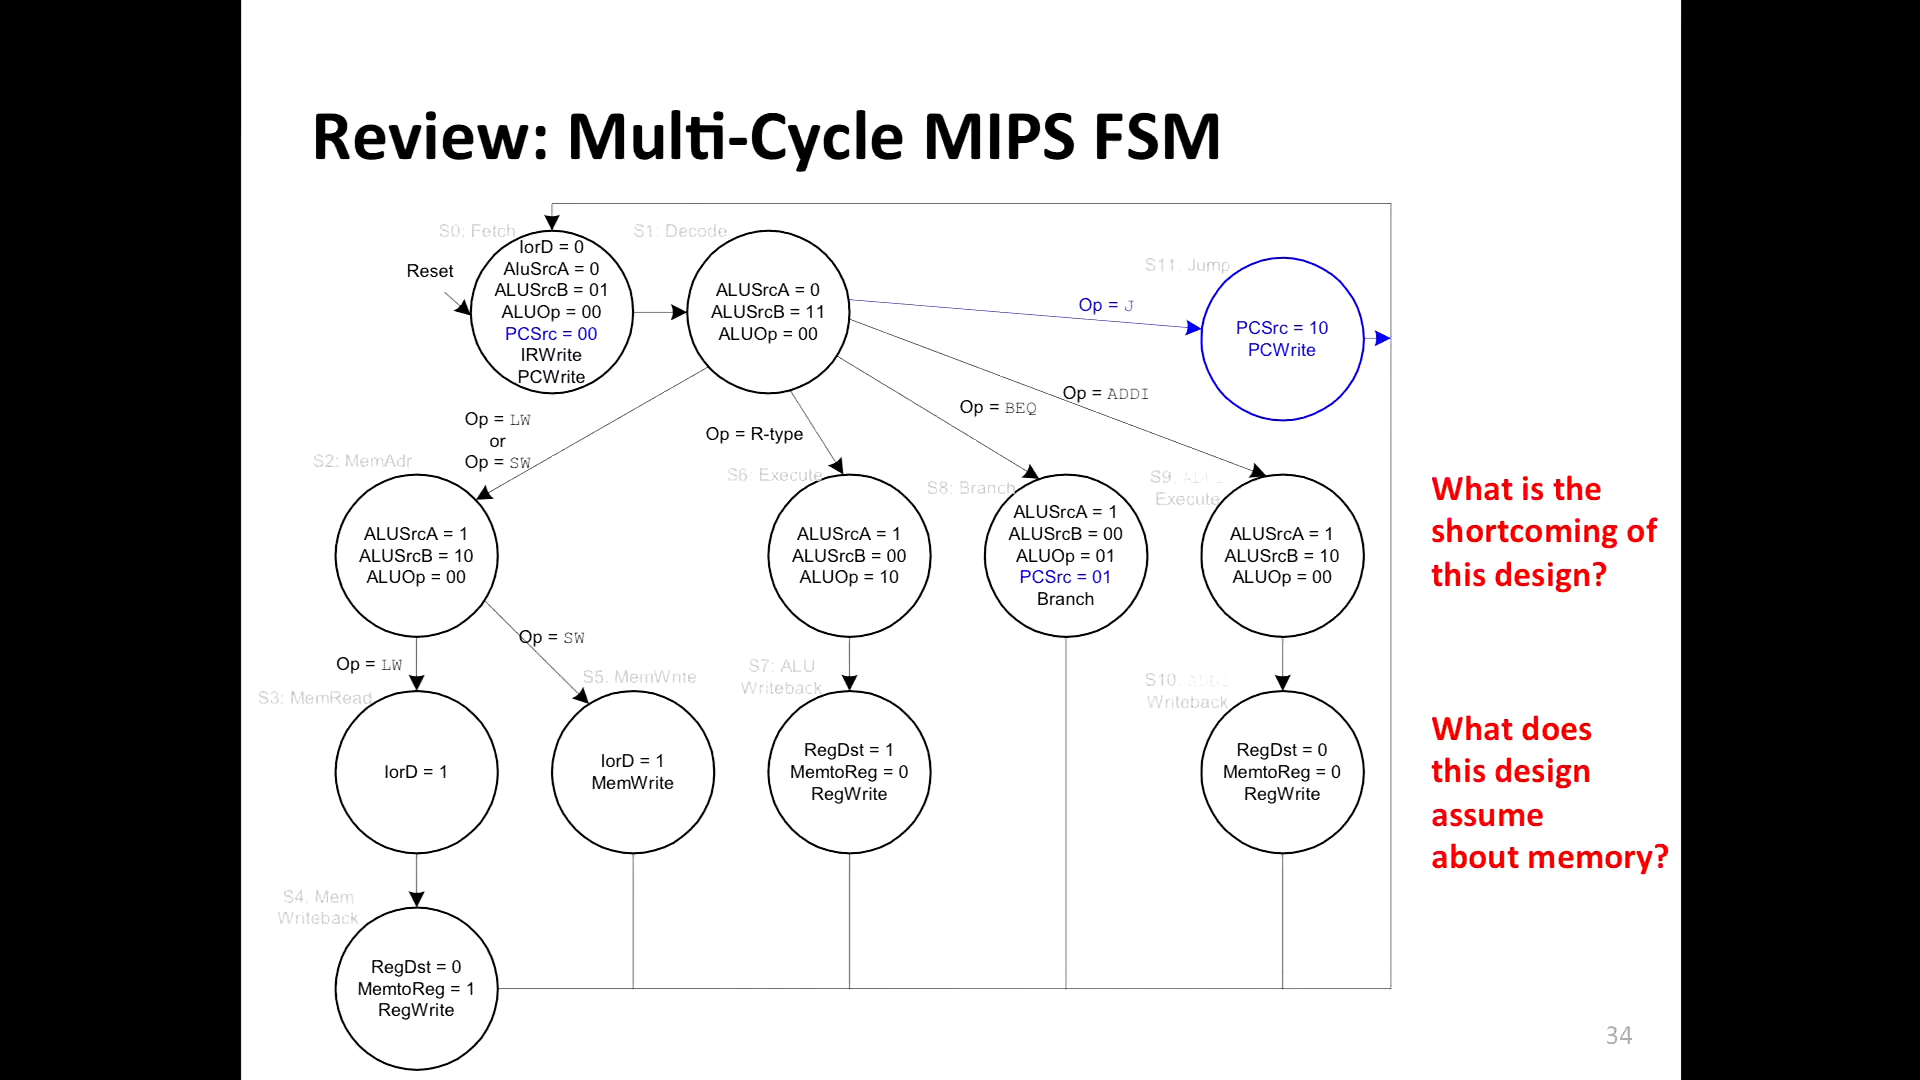 Review: Multi-Cycle MIPS FSM
S0: Fetch
S1: Decode
Reset
IorD = 0
AluSrcA = 0
ALUSrcB = 01
ALUOp = 00
PCSrc = 00
IRWrite
PCWrite
ALUSrcA = 0
ALUSrcB = 11
ALUOp = 00
S11: Jump
Op = J
PCSrc = 10
PCWrite
Op = LW
or
Op = SW
Op = R-type
Op = BEQ
Op = ADDI
S2: MemAdr
ALUSrcA = 1
ALUSrcB = 10
ALUOp = 00
S6: Execute
ALUSrcA = 1
ALUSrcB = 00
ALUOp = 10
S8: Branch
ALUSrcA = 1
ALUSrcB = 00
ALUOp = 01
PCSrc = 01
Branch
S9: ADDI
Execute
ALUSrcA = 1
ALUSrcB = 10
ALUOp = 00
What is the
shortcoming of
this design?
Op = LW
Op = SW
S3: MemRead
IorD = 1
S5: MemWrite
IorD = 1
MemWrite
S7: ALU
Writeback
RegDst = 1
MemtoReg = 0
RegWrite
S10: ADDI
Writeback
RegDst = 0
MemtoReg = 0
RegWrite
What does
this design
assume
about memory?
S4: Mem
Writeback
RegDst = 0
MemtoReg = 1
RegWrite
34